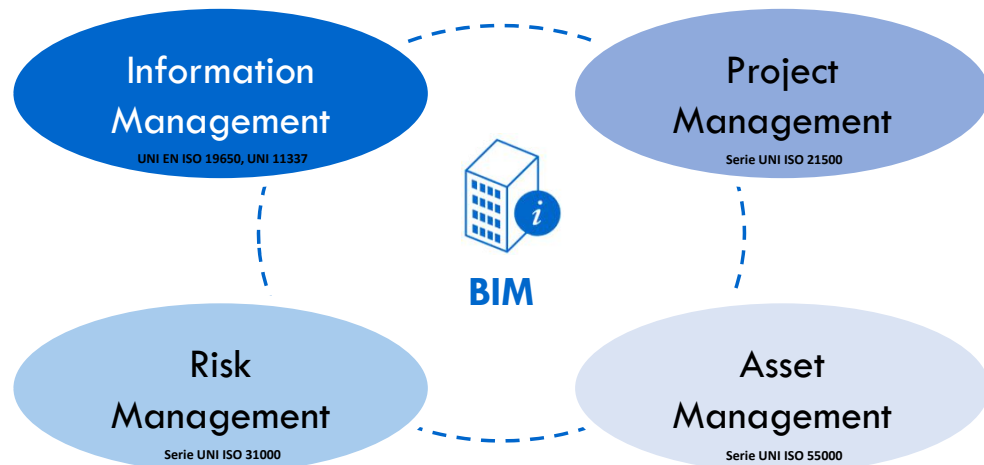 Information
Management
UNI EN ISO 19650, UNI 11337
Project
Management
Serie UNI ISO 21500
i
BIM
Risk
Management
Serie UNI ISO 31000
Asset
Management
Serie UNI ISO 55000